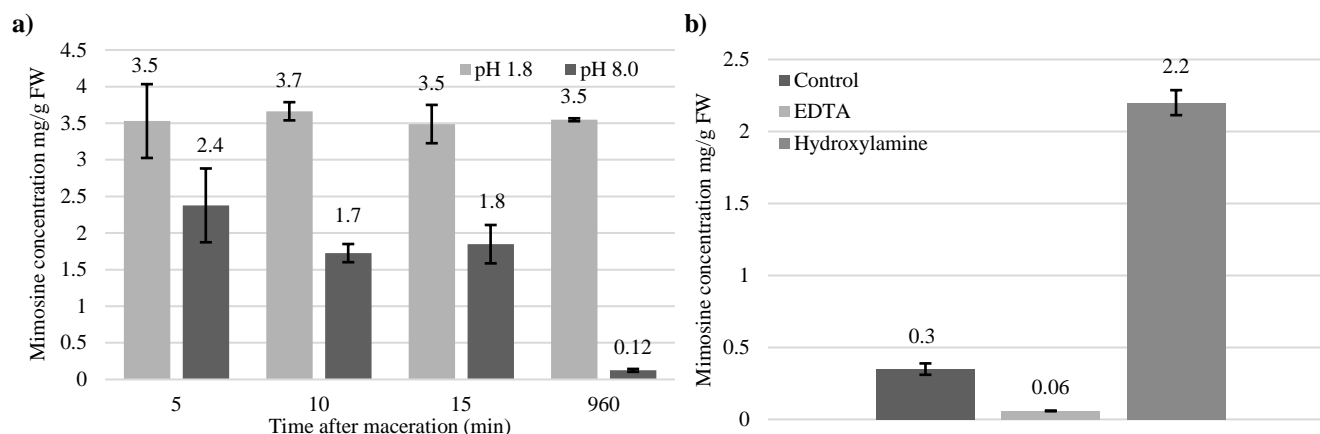 a)
Mimosine concentration mg/g FW
4.5
4
3.5
3
2.5
2
1.5
1
0.5
0
pH 1.8 pH 8.0
3.5 3.7 3.5 3.5
2.4 1.7 1.8 0.12
5 10 15 960
Time after maceration (min)
b)
Mimosine concentration mg/g FW
2.5
2
1.5
1
0.5
0
Control
EDTA
Hydroxylamine
0.3 0.06 2.2